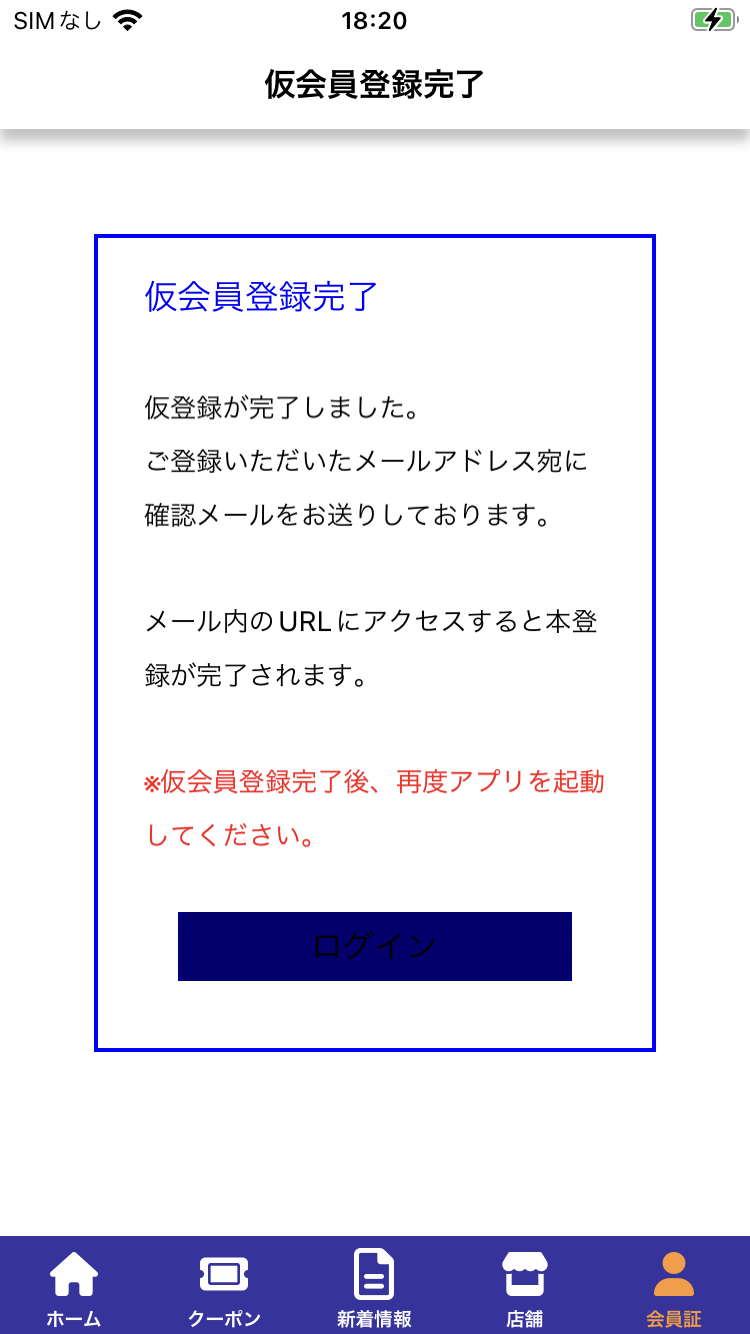 SIMなし 18:20
仮会員登録完了
仮会員登録完了
仮登録が完了しました。
ご登録いただいたメールアドレス宛に
確認メールをお送りしております。
メール内のURLにアクセスすると本登
録が完了されます。
※仮会員登録完了後、再度アプリを起動
してください。
ログイン
ホーム クーポン 新着情報 店舗 会員証